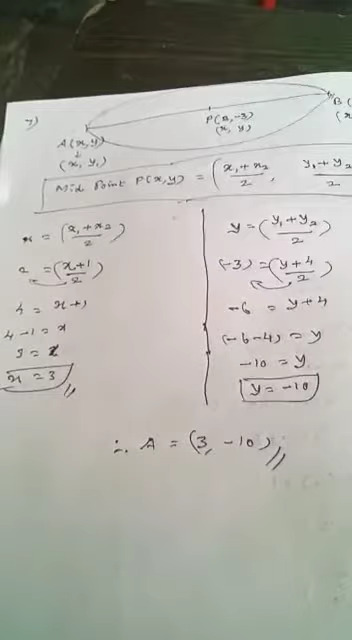 7)
B(
P(2, -3)
(x, y)
A(x, y)
(x, y₁)
Mid Point P(x, y) = (x₁ + x₂ / 2, y₁ + y₂ / 2
x = (x₁ + x₂ / 2)
2 = (x + 1 / 2)
4 = x + 1
4 - 1 = x
3 = x
x = 3 //
y = (y₁ + y₂ / 2)
(-3) = (y + 4 / 2)
-6 = y + 4
(-6 - 4) = y
-10 = y
y = -10
∴ A = (3, -10) //